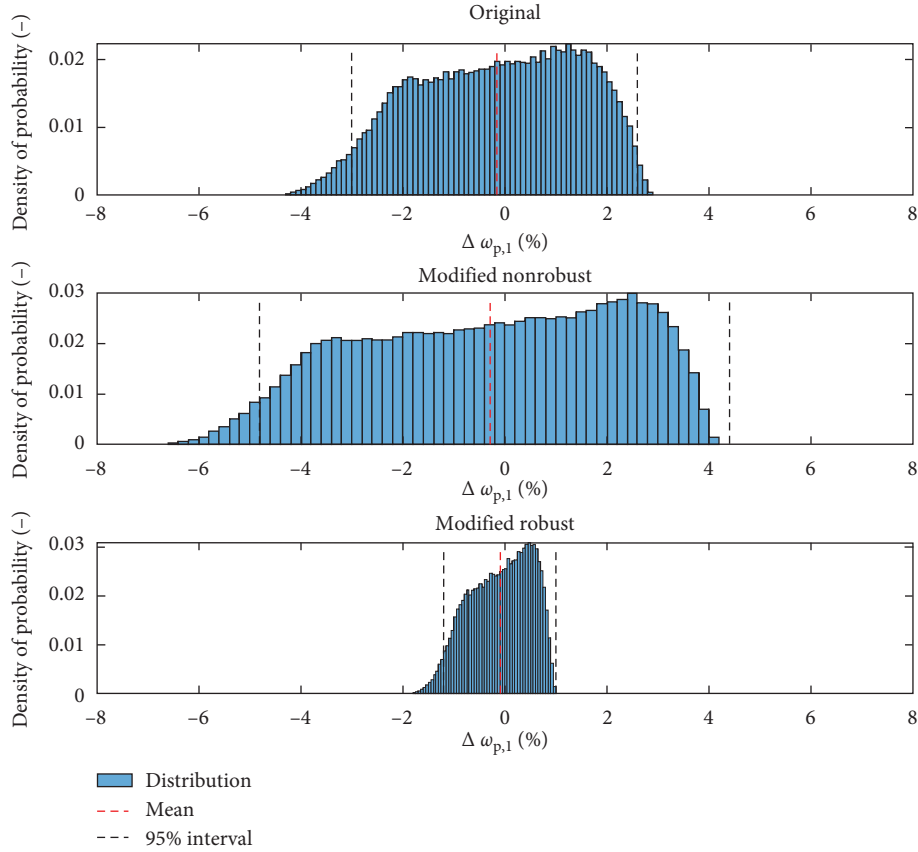 Original
Density of probability (–)
0.02
0.01
0
–8 –6 –4 –2 0 2 4 6 8
Δ ωp,1 (%)
Modified nonrobust
Density of probability (–)
0.03
0.02
0.01
0
–8 –6 –4 –2 0 2 4 6 8
Δ ωp,1 (%)
Modified robust
Density of probability (–)
0.03
0.02
0.01
0
–8 –6 –4 –2 0 2 4 6 8
Δ ωp,1 (%)
Distribution
Mean
95% interval